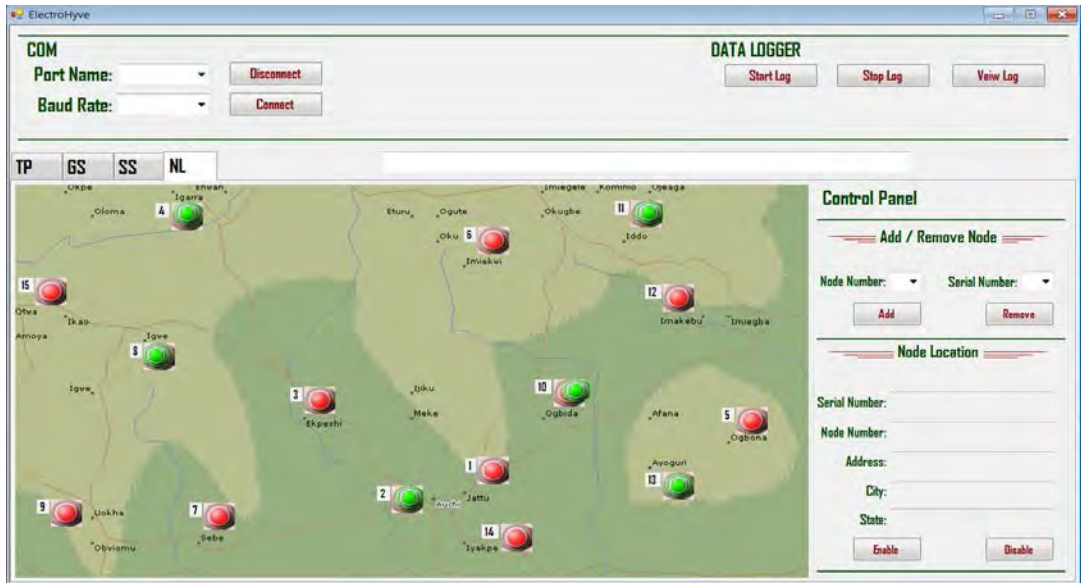 ElectroHyve
COM
Port Name:
Disconnect
Baud Rate:
Connect
DATA LOGGER
Start Log
Stop Log
Veiw Log
TP
GS
SS
NL
Okpe
Enwan
Igarra
Oloma
4
Imiegere
Kominio
Ojeaga
Eturu
Ogute
Okugbe
11
Oku
6
Iddo
Imiakvi
15
12
Otwa
Ikao
Imakebu
Imiegba
Amoya
Igve
8
Igve
3
Ekpeshi
Ijiku
10
Meke
Ogbida
Afana
5
Ogbona
1
Ayoguri
13
2
Auchi
Jattu
9
Uokha
7
Sebe
14
Iyakpe
Obviomu
Control Panel
Add / Remove Node
Node Number:
Serial Number:
Add
Remove
Node Location
Serial Number:
Node Number:
Address:
City:
State:
Enable
Disable